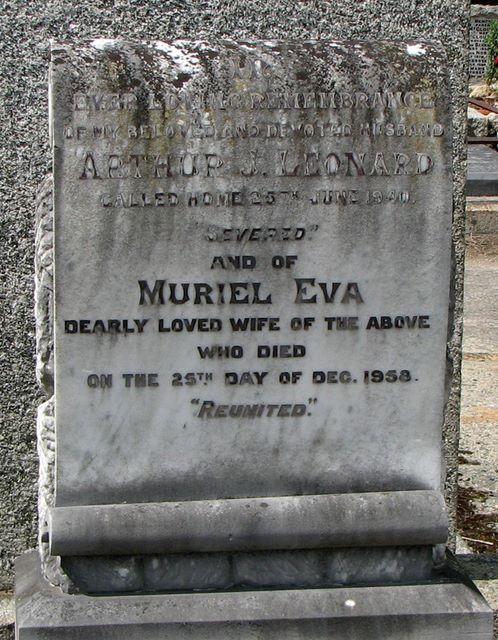 IN
EVER LOVING REMEMBRANCE
OF MY BELOVED AND DEVOTED HUSBAND
ARTHUR J. LEONARD
CALLED HOME 25TH JUNE 1940.
"SEVERED."
AND OF
MURIEL EVA
DEARLY LOVED WIFE OF THE ABOVE
WHO DIED
ON THE 25TH DAY OF DEC. 1958.
"REUNITED."